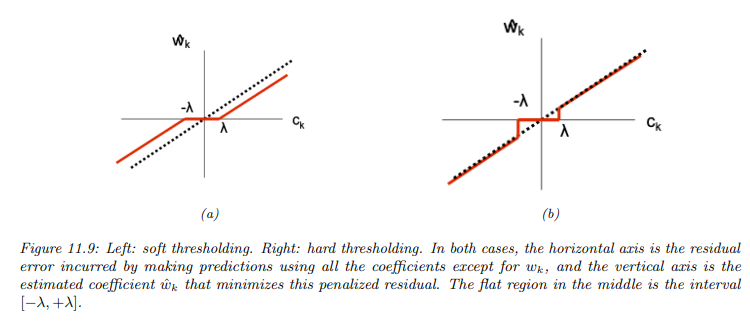 ŵk
-λ
λ
ck
(a)
ŵk
-λ
λ
ck
(b)
Figure 11.9: Left: soft thresholding. Right: hard thresholding. In both cases, the horizontal axis is the residual
error incurred by making predictions using all the coefficients except for wk, and the vertical axis is the
estimated coefficient ŵk that minimizes this penalized residual. The flat region in the middle is the interval
[−λ, +λ].